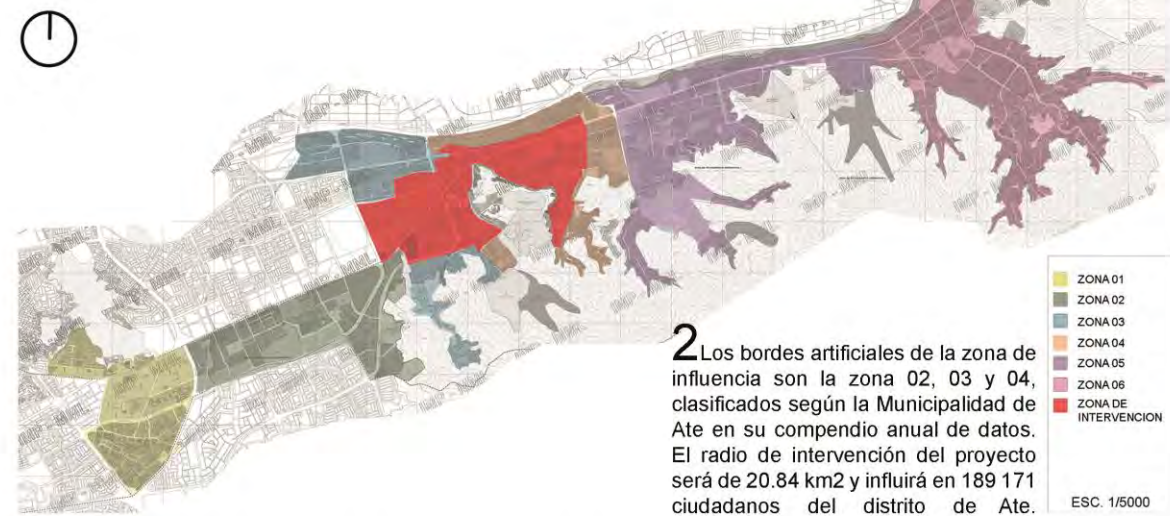 2 Los bordes artificiales de la zona de
influencia son la zona 02, 03 y 04,
clasificados según la Municipalidad de
Ate en su compendio anual de datos.
El radio de intervención del proyecto
será de 20.84 km2 y influirá en 189 171
ciudadanos del distrito de Ate.
ZONA 01
ZONA 02
ZONA 03
ZONA 04
ZONA 05
ZONA 06
ZONA DE
INTERVENCION
ESC. 1/5000